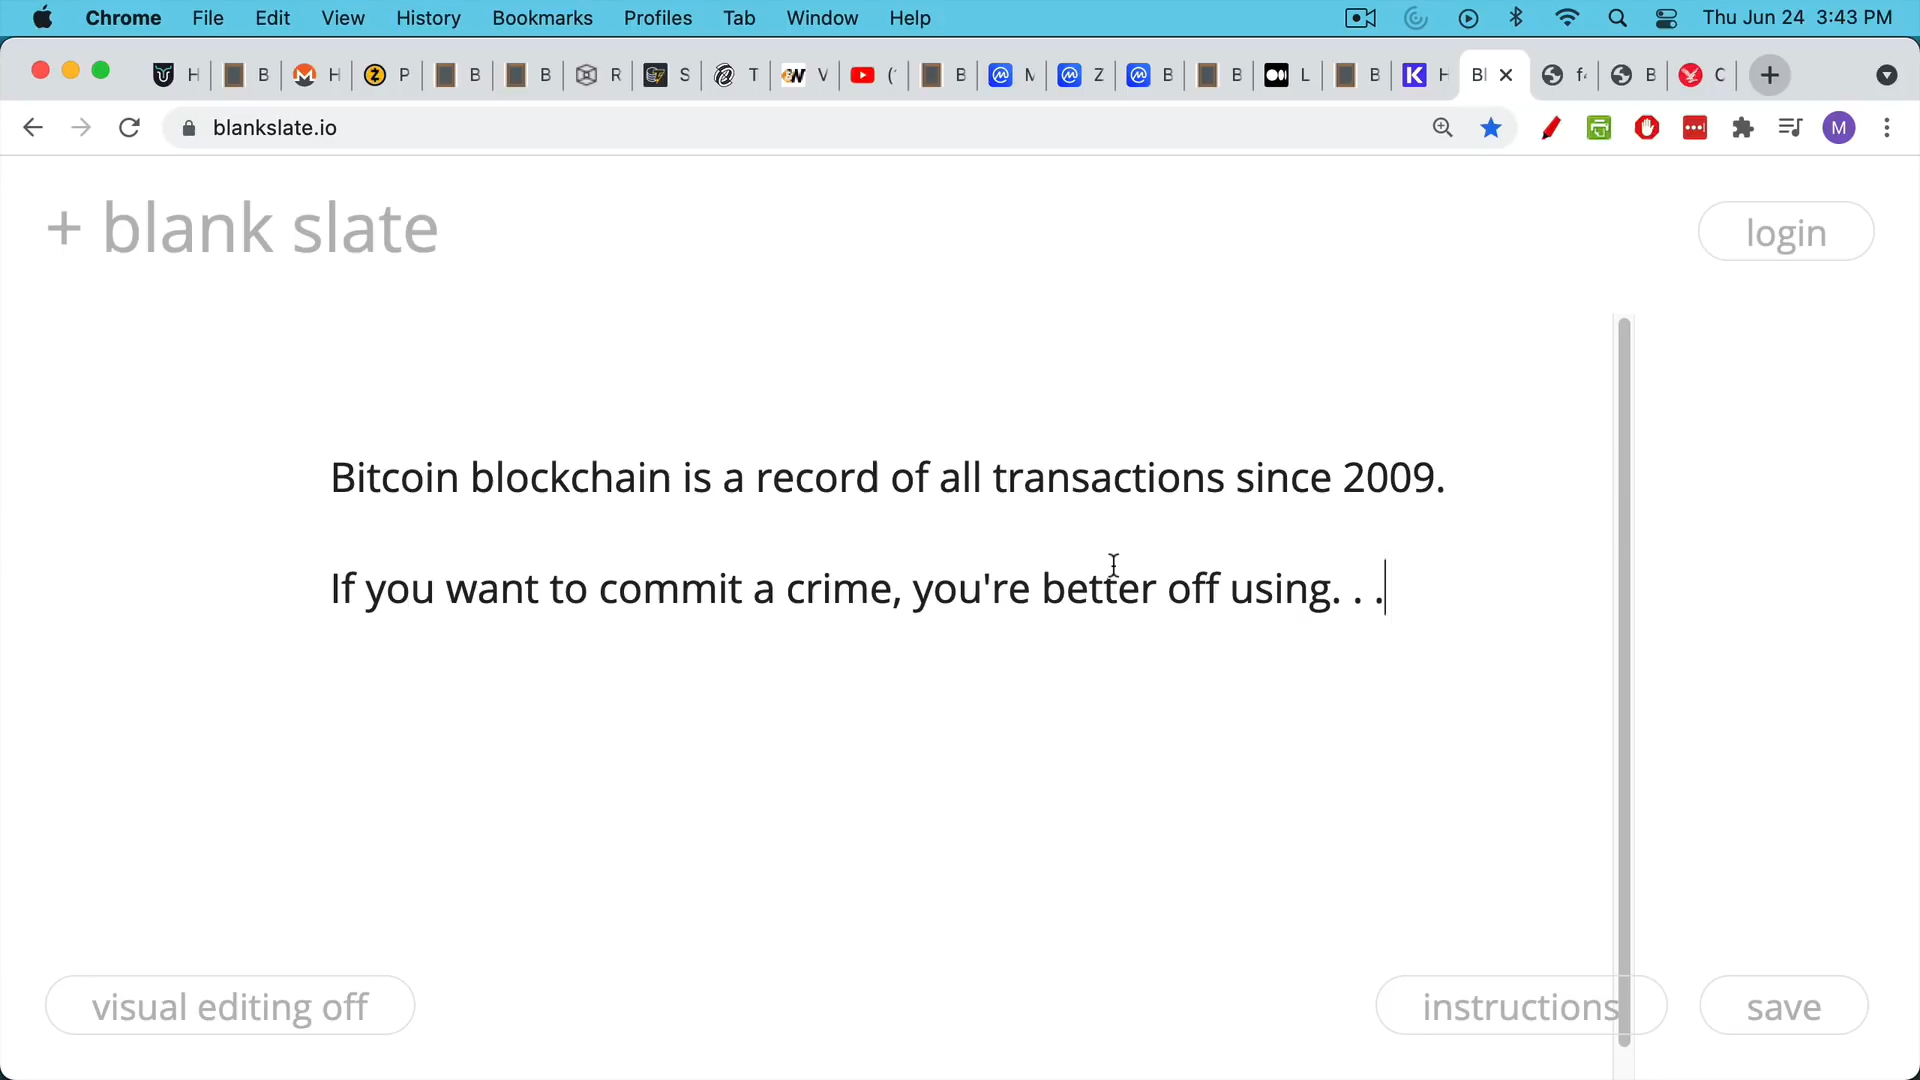 Chrome File Edit View History Bookmarks Profiles Tab Window Help Thu Jun 24 3:43 PM
H B H P B B R S T V ( B M Z B B L B H Bl f4 B C
blankslate.io M
+ blank slate login
Bitcoin blockchain is a record of all transactions since 2009.
If you want to commit a crime, you're better off using. . .
visual editing off instructions save